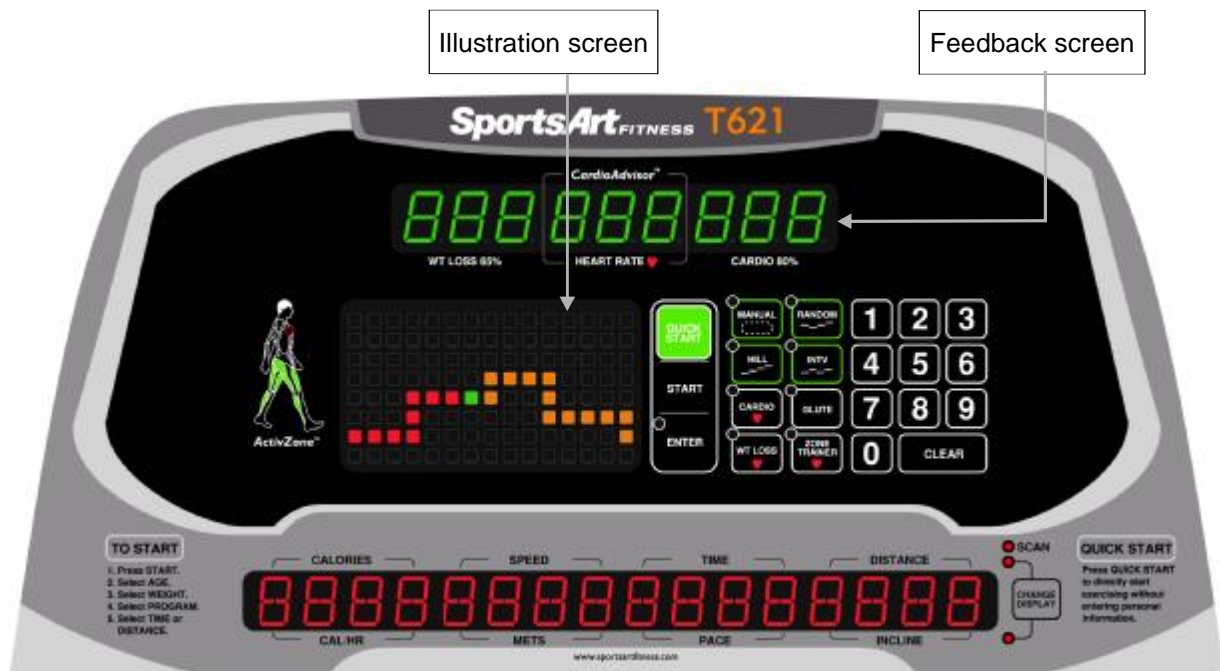 Illustration screen
Feedback screen
SportsArt FITNESS T621
CardioAdvisor™
888 888 888
WT LOSS 65%
HEART RATE
CARDIO 80%
ActivZone™
QUICK START
START
ENTER
MANUAL
RANDOM
HILL
INTV
CARDIO
GLUTE
WT LOSS
ZONE TRAINER
1 2 3
4 5 6
7 8 9
0 CLEAR
TO START
1. Press START.
2. Select AGE.
3. Select WEIGHT.
4. Select PROGRAM.
5. Select TIME or
DISTANCE.
CALORIES SPEED TIME DISTANCE
8888 8888 8888 8888
CAL/HR METS PACE INCLINE
www.sportsartfitness.com
SCAN
CHANGE
DISPLAY
QUICK START
Press QUICK START
to directly start
exercising without
entering personal
information.